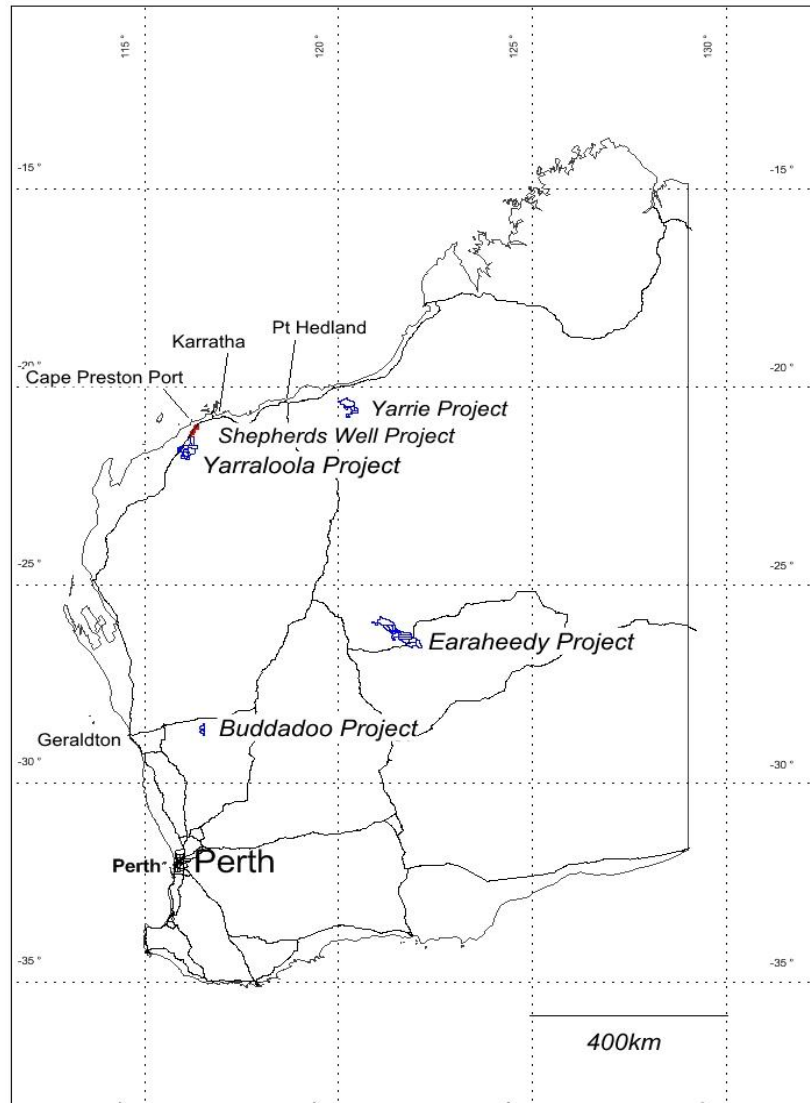 115 °
120 °
125 °
130 °
-15 °
-15 °
Pt Hedland
Karratha
-20 °
-20 °
Cape Preston Port
Yarrie Project
Shepherds Well Project
Yarraloola Project
-25 °
-25 °
Earaheedy Project
Buddadoo Project
Geraldton
-30 °
-30 °
Perth
Perth
-35 °
-35 °
400km